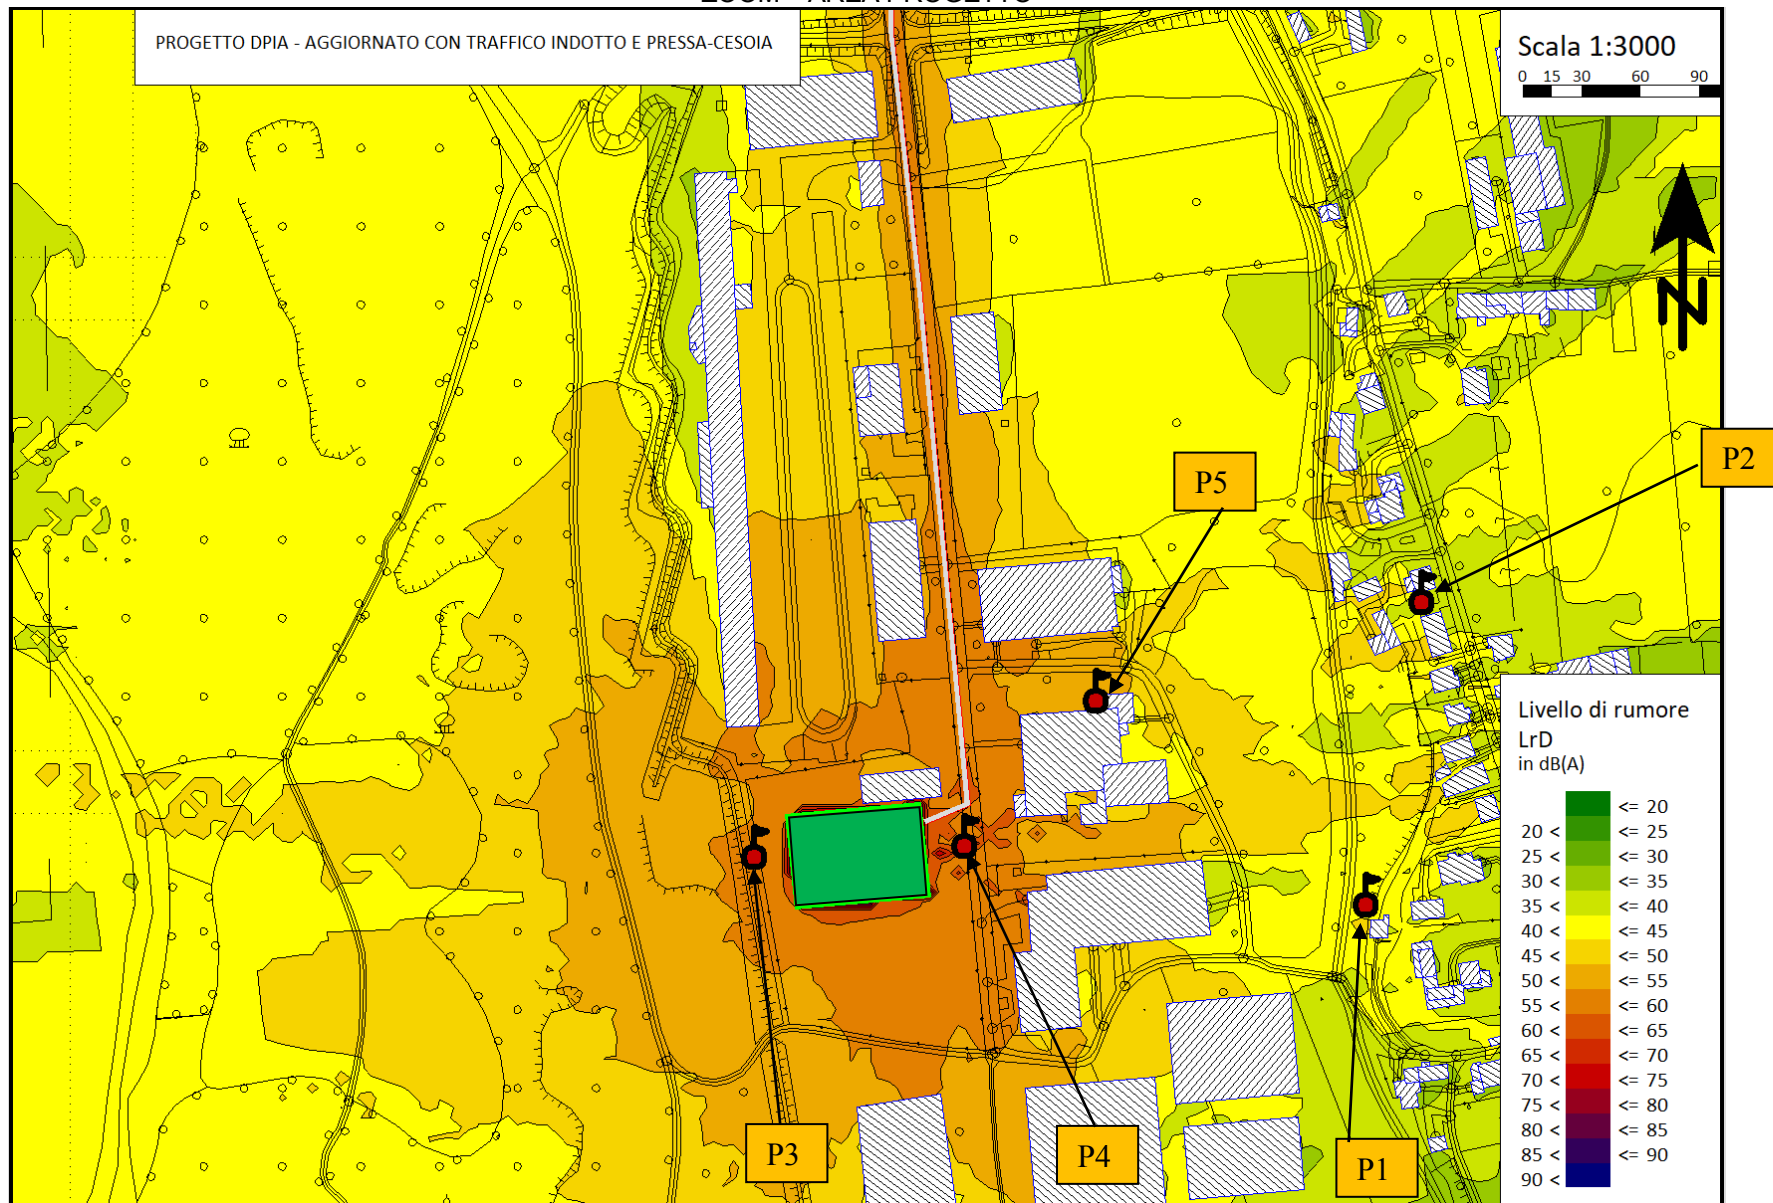 ZOOM - AREA PROGETTO
PROGETTO DPIA - AGGIORNATO CON TRAFFICO INDOTTO E PRESSA-CESOIA
Scala 1:3000
0 15 30 60 90
N
P2
P5
P3
P4
P1
Livello di rumore
LrD
in dB(A)
<= 20
20 < <= 25
25 < <= 30
30 < <= 35
35 < <= 40
40 < <= 45
45 < <= 50
50 < <= 55
55 < <= 60
60 < <= 65
65 < <= 70
70 < <= 75
75 < <= 80
80 < <= 85
85 < <= 90
90 <